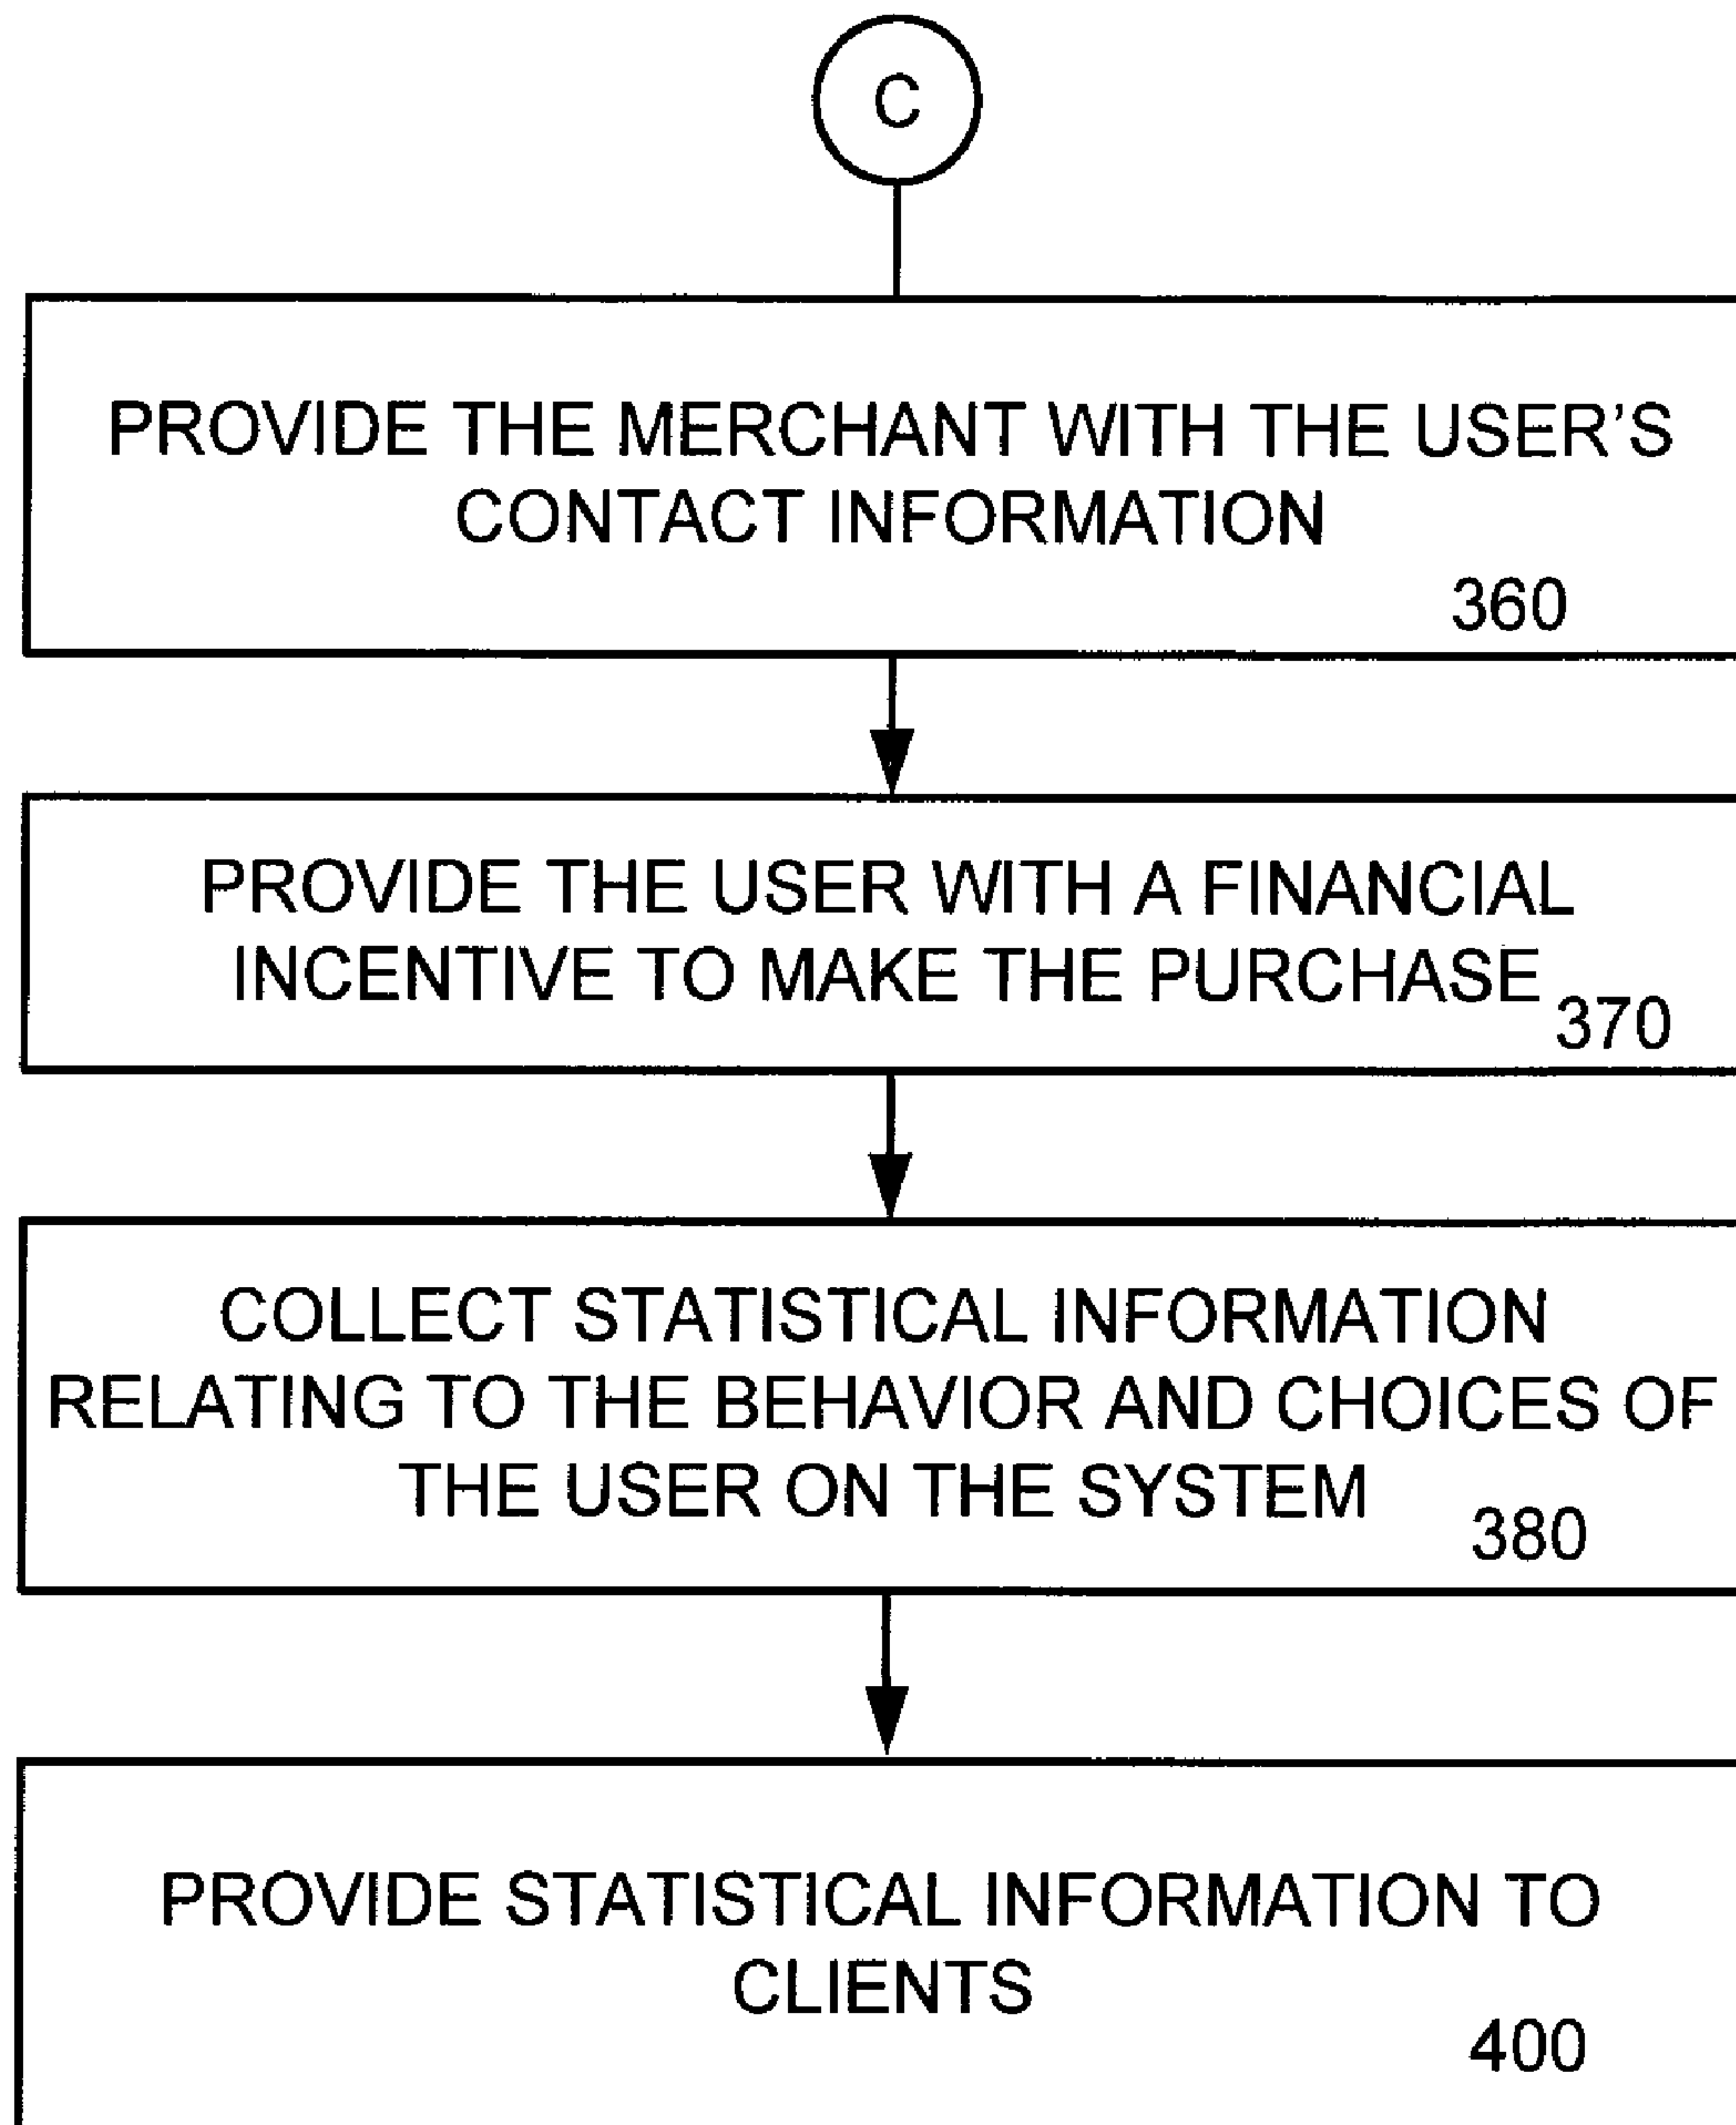 C
PROVIDE THE MERCHANT WITH THE USER'S
CONTACT INFORMATION
360
PROVIDE THE USER WITH A FINANCIAL
INCENTIVE TO MAKE THE PURCHASE
370
COLLECT STATISTICAL INFORMATION
RELATING TO THE BEHAVIOR AND CHOICES OF
THE USER ON THE SYSTEM
380
PROVIDE STATISTICAL INFORMATION TO
CLIENTS
400